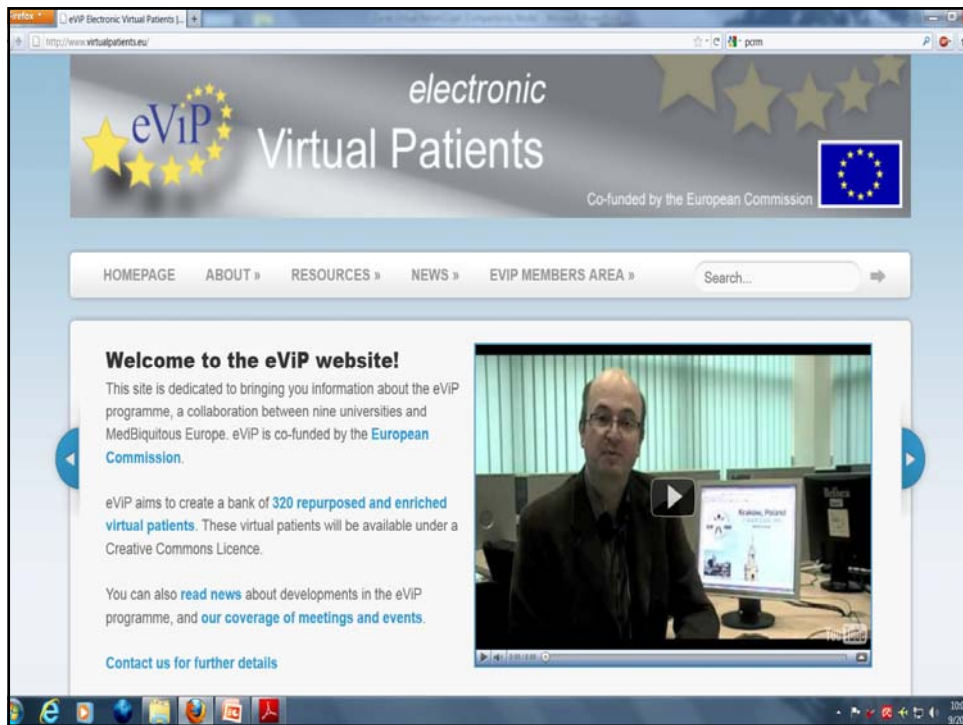 Firefox
eViP Electronic Virtual Patients |...
+
http://www.virtualpatients.eu/
pcrm
eViP
electronic
Virtual Patients
Co-funded by the European Commission
HOMEPAGE ABOUT » RESOURCES » NEWS » EVIP MEMBERS AREA » Search...
Welcome to the eViP website!
This site is dedicated to bringing you information about the eViP
programme, a collaboration between nine universities and
MedBiquitous Europe. eViP is co-funded by the European
Commission.
eViP aims to create a bank of 320 repurposed and enriched
virtual patients. These virtual patients will be available under a
Creative Commons Licence.
You can also read news about developments in the eViP
programme, and our coverage of meetings and events.
Contact us for further details
Krakow, Poland
YouTube